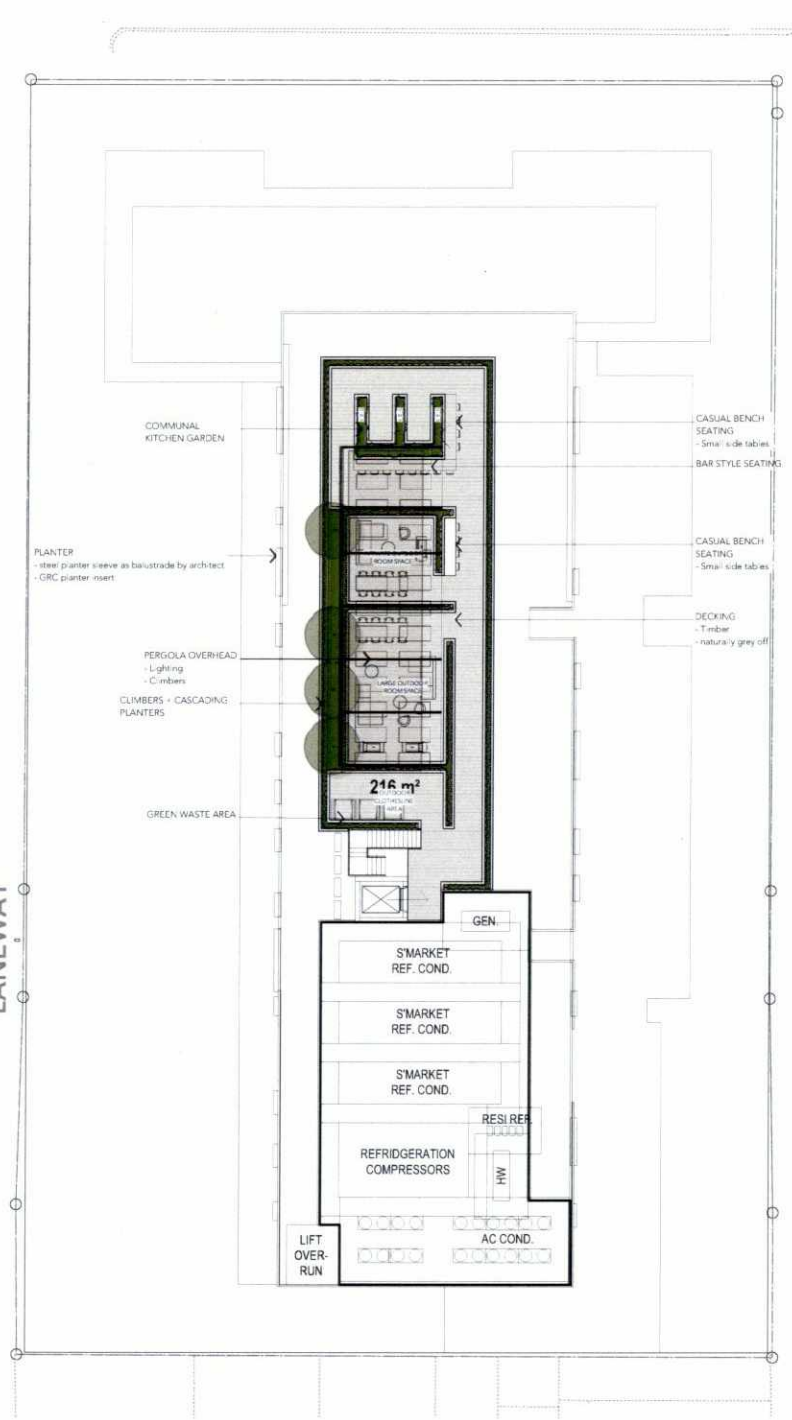 COMMUNAL
KITCHEN GARDEN
CASUAL BENCH
SEATING
- Small side tables
BAR STYLE SEATING
PLANTER
- steel planter sleeve as balustrade by architect
- GRC planter insert
CASUAL BENCH
SEATING
- Small side tables
ROOM SPACE
DECKING
- Timber
- naturally grey off
PERGOLA OVERHEAD
- Lighting
- Climbers
CLIMBERS + CASCADING
PLANTERS
LARGE OUTDOOR
ROOM SPACE
216 m²
OUTDOOR
CLOTHESLINE
AREA
GREEN WASTE AREA
LANEWAY
GEN.
S'MARKET
REF. COND.
S'MARKET
REF. COND.
S'MARKET
REF. COND.
RESI REF.
REFRIDGERATION
COMPRESSORS
HW
LIFT
OVER-
RUN
AC COND.